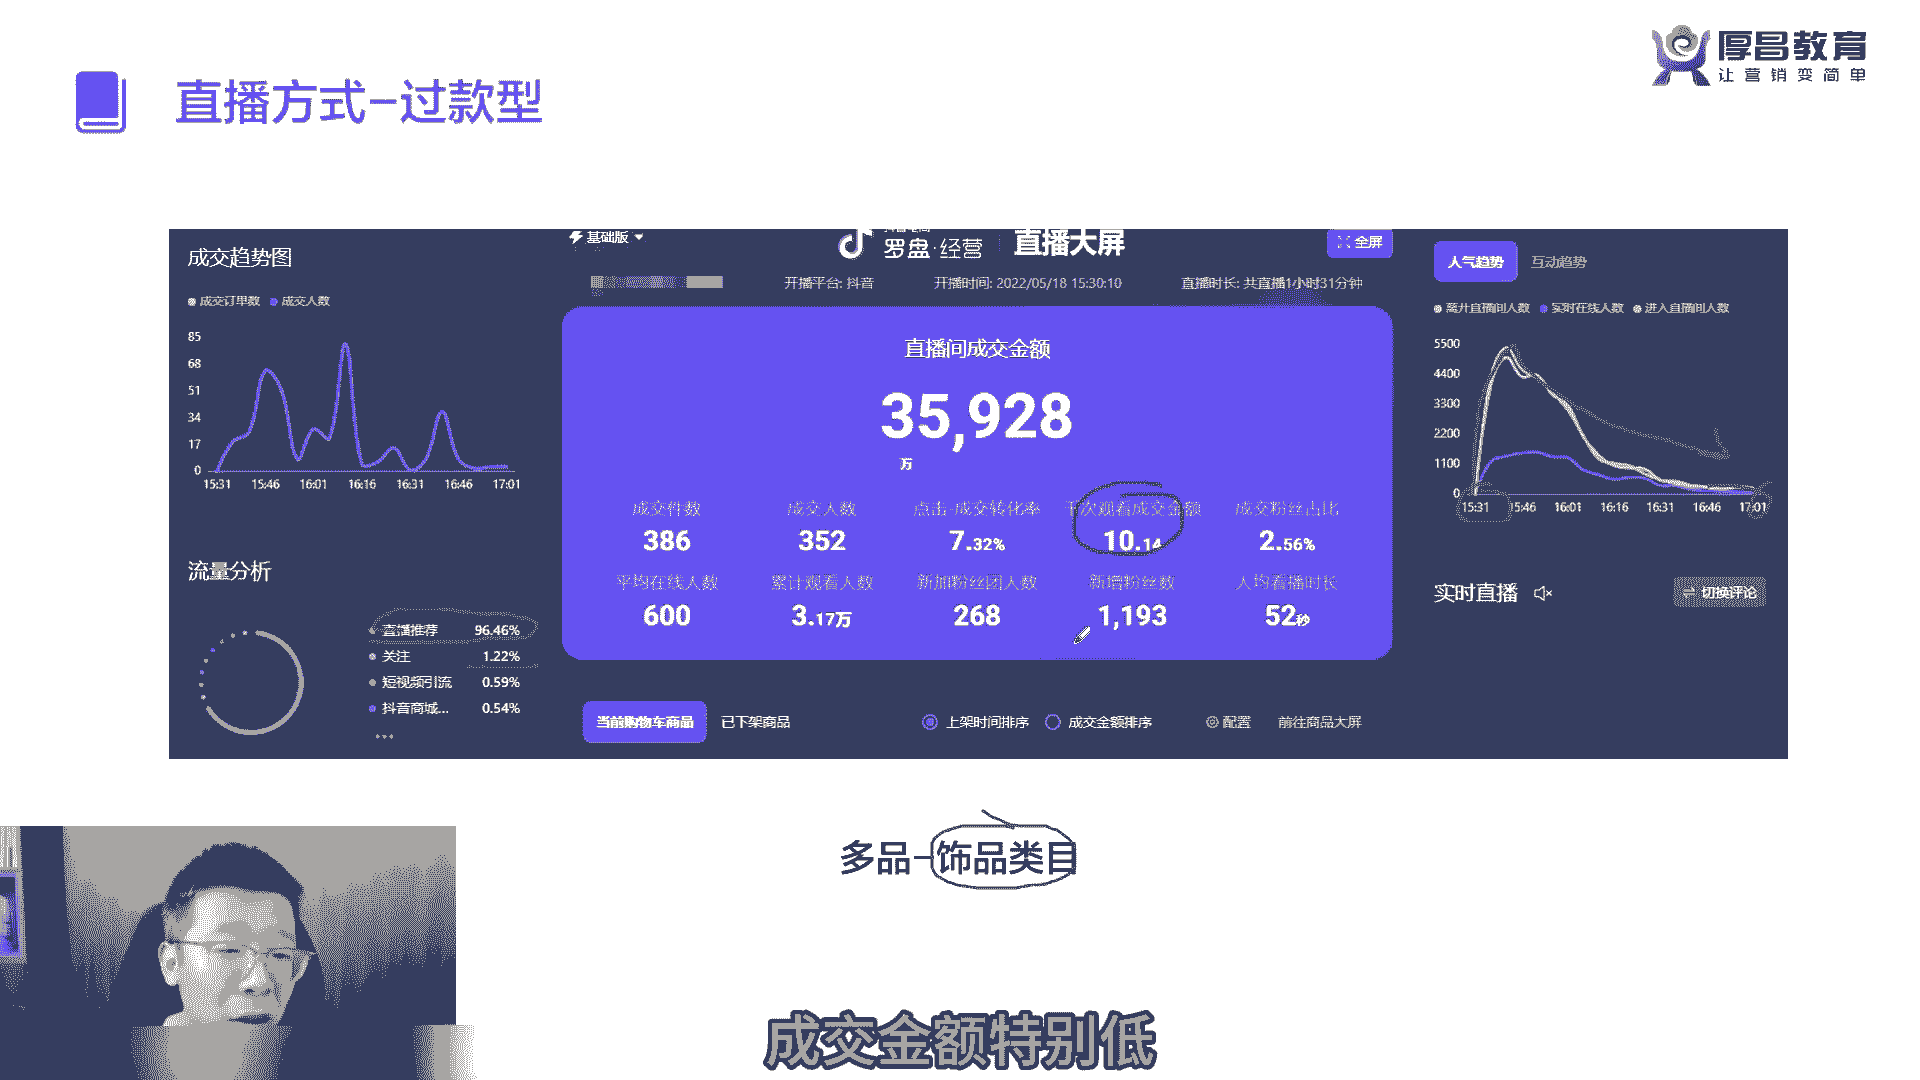 直播方式-过款型
厚昌教育
让营销变简单
成交趋势图
成交订单数 成交人数
85
68
51
34
17
0
15:31 15:46 16:01 16:16 16:31 16:46 17:01
流量分析
直播推荐 96.46%
关注 1.22%
短视频引流 0.59%
抖音商城... 0.54%
基础版
罗盘·经营 直播大屏
全屏
开播平台: 抖音 开播时间: 2022/05/18 15:30:10 直播时长: 共直播1小时31分钟
直播间成交金额
35,928
万
成交件数 成交人数 点击-成交转化率 千次观看成交金额 成交粉丝占比
386 352 7.32% 10.14 2.56%
平均在线人数 累计观看人数 新加粉丝团人数 新增粉丝数 人均看播时长
600 3.17万 268 1,193 52秒
当前购物车商品 已下架商品 上架时间排序 成交金额排序 配置 前往商品大屏
人气趋势 互动趋势
离开直播间人数 实时在线人数 进入直播间人数
5500
4400
3300
2200
1100
0
15:31 15:46 16:01 16:16 16:31 16:46 17:01
实时直播 切换评论
多品-饰品类目
成交金额特别低